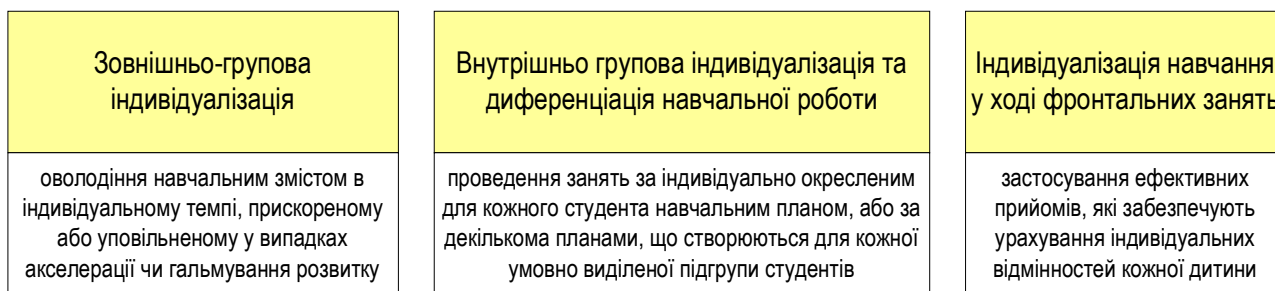 Зовнішньо-групова
індивідуалізація
оволодіння навчальним змістом в
індивідуальному темпі, прискореному
або уповільненому у випадках
акселерації чи гальмування розвитку
Внутрішньо групова індивідуалізація та
диференціація навчальної роботи
проведення занять за індивідуально окресленим
для кожного студента навчальним планом, або за
декількома планами, що створюються для кожної
умовно виділеної підгрупи студентів
Індивідуалізація навчання
у ході фронтальних занять
застосування ефективних
прийомів, які забезпечують
урахування індивідуальних
відмінностей кожної дитини